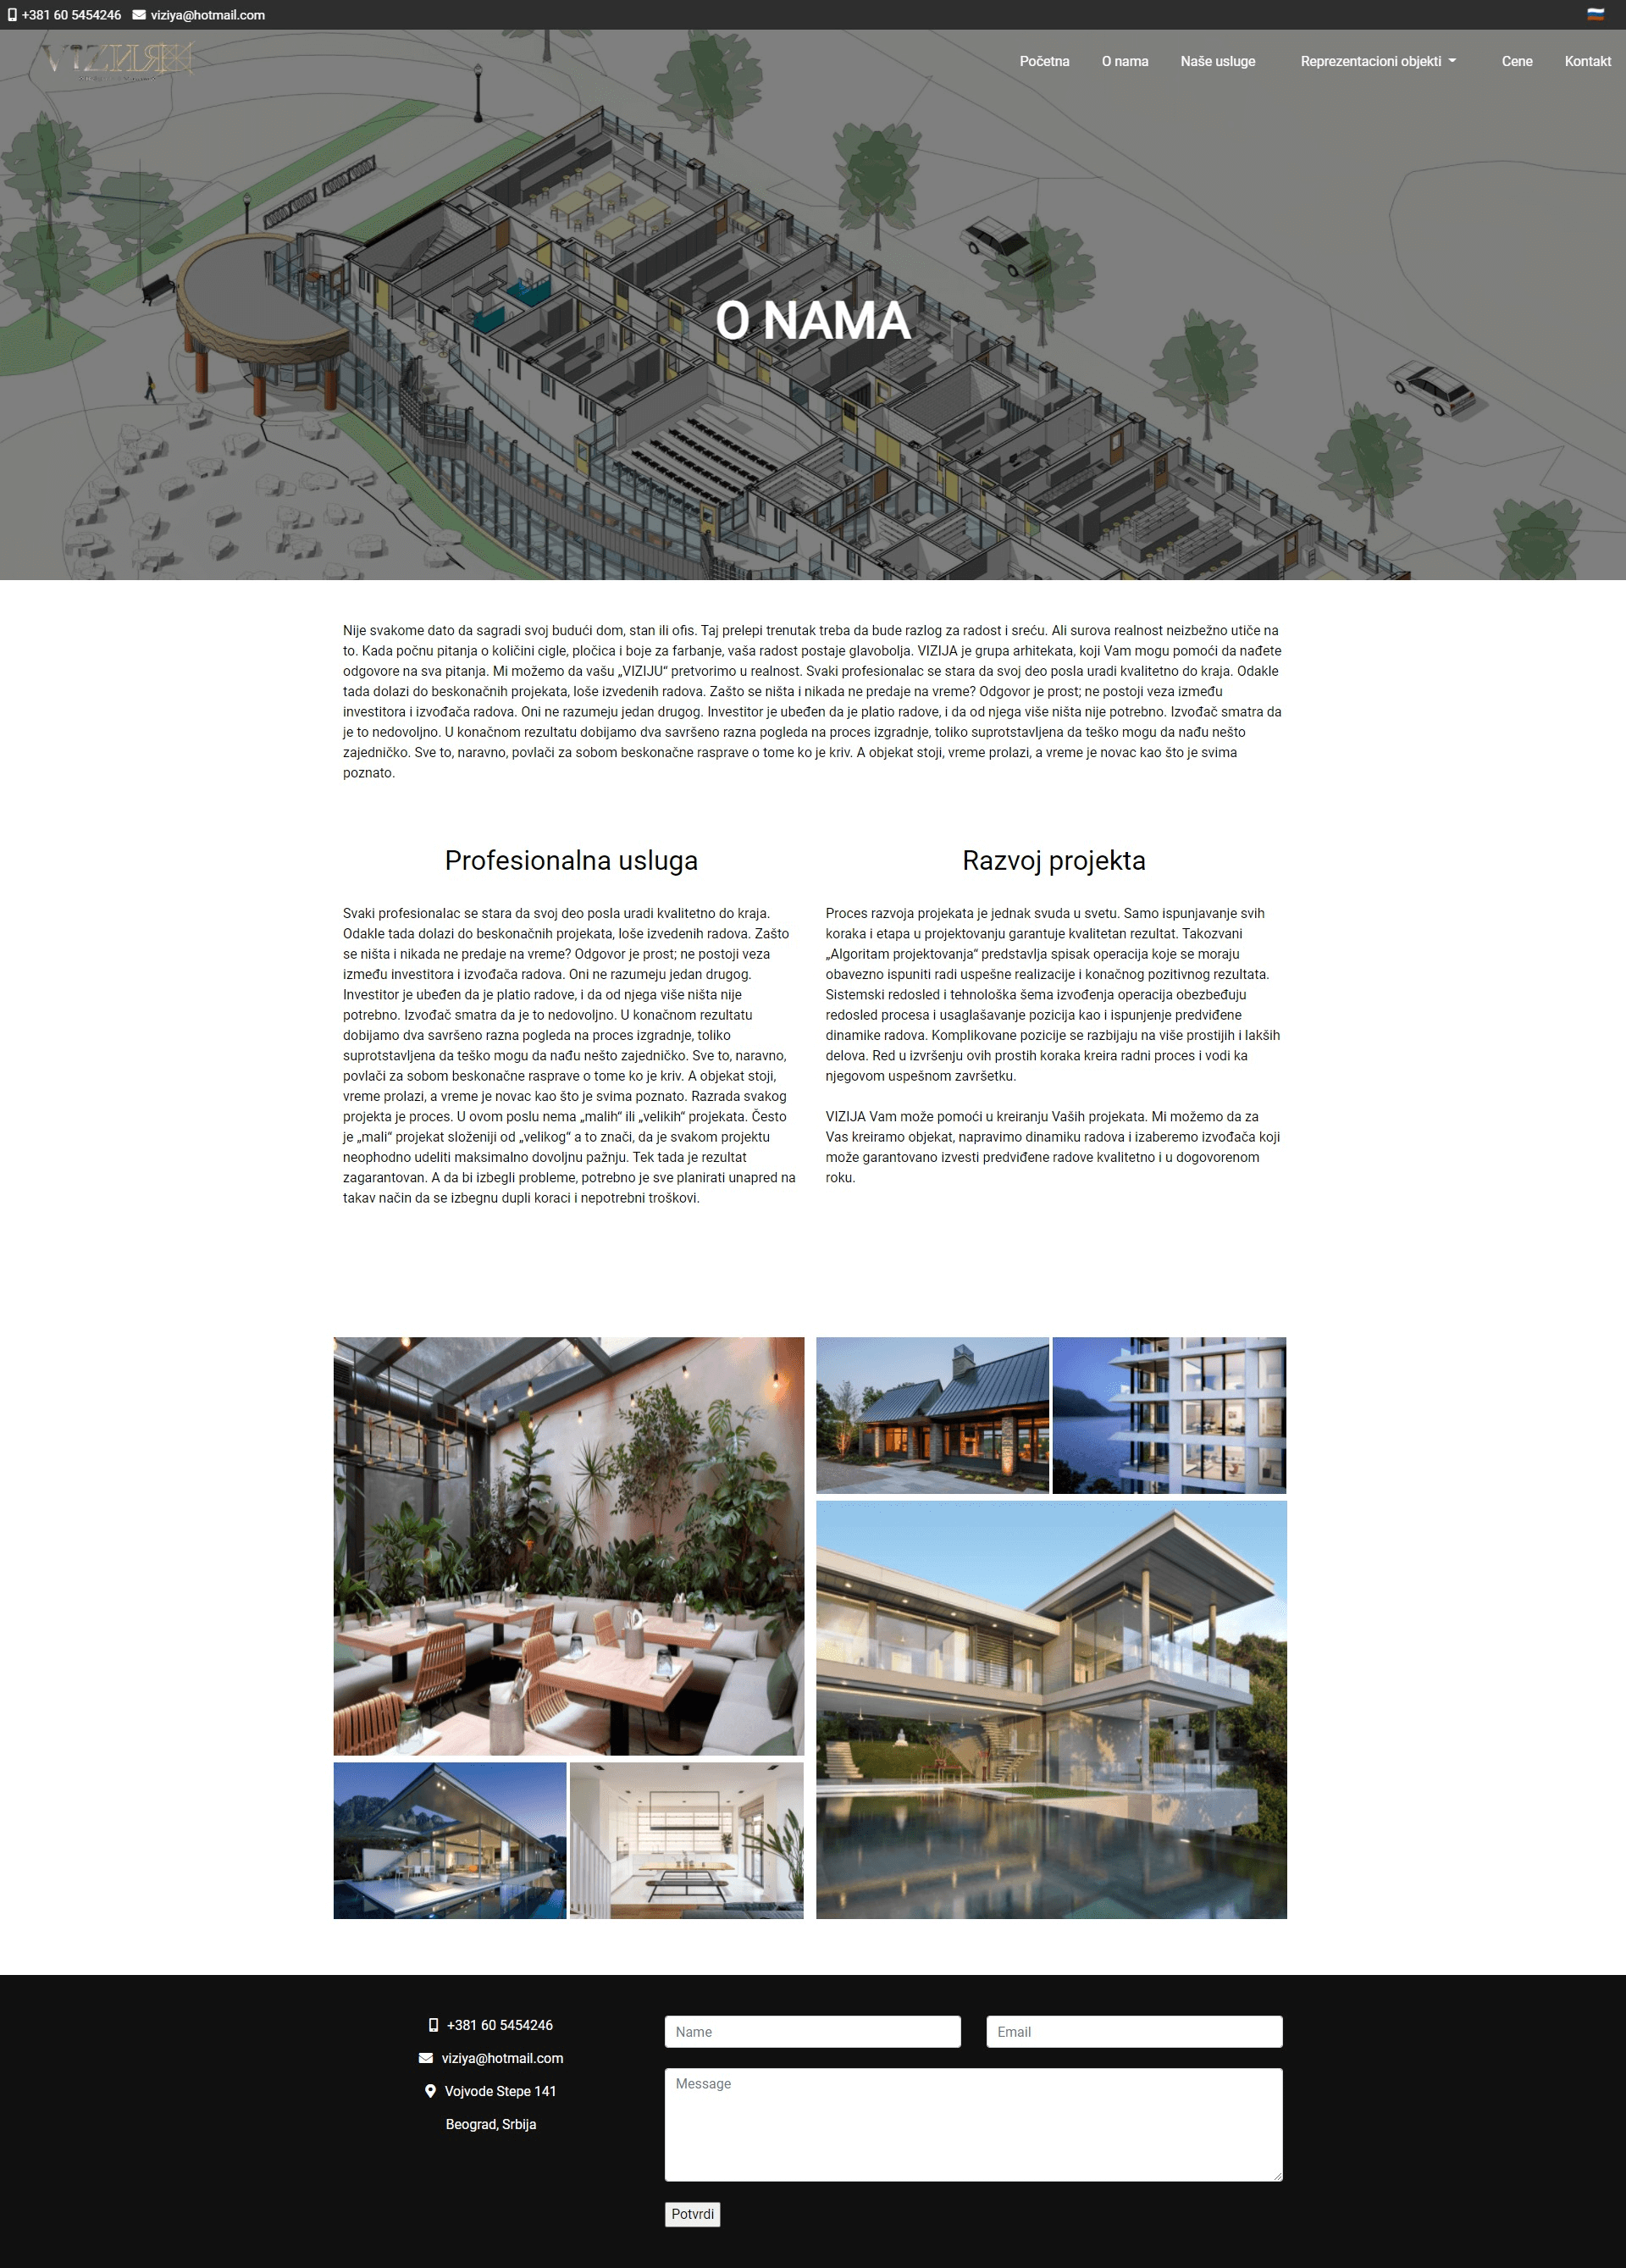 +381 60 5454246 viziya@hotmail.com
VIZИЯ
Početna O nama Naše usluge Reprezentacioni objekti Cene Kontakt
O NAMA
Nije svakome dato da sagradi svoj budući dom, stan ili ofis. Taj prelepi trenutak treba da bude razlog za radost i sreću. Ali surova realnost neizbežno utiče na
to. Kada počnu pitanja o količini cigle, pločica i boje za farbanje, vaša radost postaje glavobolja. VIZIJA je grupa arhitekata, koji Vam mogu pomoći da nađete
odgovore na sva pitanja. Mi možemo da vašu „VIZIJU“ pretvorimo u realnost. Svaki profesionalac se stara da svoj deo posla uradi kvalitetno do kraja. Odakle
tada dolazi do beskonačnih projekata, loše izvedenih radova. Zašto se ništa i nikada ne predaje na vreme? Odgovor je prost; ne postoji veza između
investitora i izvođača radova. Oni ne razumeju jedan drugog. Investitor je ubeđen da je platio radove, i da od njega više ništa nije potrebno. Izvođač smatra da
je to nedovoljno. U konačnom rezultatu dobijamo dva savršeno razna pogleda na proces izgradnje, toliko suprotstavljena da teško mogu da nađu nešto
zajedničko. Sve to, naravno, povlači za sobom beskonačne rasprave o tome ko je kriv. A objekat stoji, vreme prolazi, a vreme je novac kao što je svima
poznato.
Profesionalna usluga
Svaki profesionalac se stara da svoj deo posla uradi kvalitetno do kraja.
Odakle tada dolazi do beskonačnih projekata, loše izvedenih radova. Zašto
se ništa i nikada ne predaje na vreme? Odgovor je prost; ne postoji veza
između investitora i izvođača radova. Oni ne razumeju jedan drugog.
Investitor je ubeđen da je platio radove, i da od njega više ništa nije
potrebno. Izvođač smatra da je to nedovoljno. U konačnom rezultatu
dobijamo dva savršeno razna pogleda na proces izgradnje, toliko
suprotstavljena da teško mogu da nađu nešto zajedničko. Sve to, naravno,
povlači za sobom beskonačne rasprave o tome ko je kriv. A objekat stoji,
vreme prolazi, a vreme je novac kao što je svima poznato. Razrada svakog
projekta je proces. U ovom poslu nema „malih“ ili „velikih“ projekata. Često
je „mali“ projekat složeniji od „velikog“ a to znači, da je svakom projektu
neophodno udeliti maksimalno dovoljnu pažnju. Tek tada je rezultat
zagarantovan. A da bi izbegli probleme, potrebno je sve planirati unapred na
takav način da se izbegnu dupli koraci i nepotrebni troškovi.
Razvoj projekta
Proces razvoja projekata je jednak svuda u svetu. Samo ispunjavanje svih
koraka i etapa u projektovanju garantuje kvalitetan rezultat. Takozvani
„Algoritam projektovanja“ predstavlja spisak operacija koje se moraju
obavezno ispuniti radi uspešne realizacije i konačnog pozitivnog rezultata.
Sistemski redosled i tehnološka šema izvođenja operacija obezbeđuju
redosled procesa i usaglašavanje pozicija kao i ispunjenje predviđene
dinamike radova. Komplikovane pozicije se razbijaju na više prostijih i lakših
delova. Red u izvršenju ovih prostih koraka kreira radni proces i vodi ka
njegovom uspešnom završetku.
VIZIJA Vam može pomoći u kreiranju Vaših projekata. Mi možemo da za
Vas kreiramo objekat, napravimo dinamiku radova i izaberemo izvođača koji
može garantovano izvesti predviđene radove kvalitetno i u dogovorenom
roku.
+381 60 5454246
viziya@hotmail.com
Vojvode Stepe 141
Beograd, Srbija
Name Email
Message
Potvrdi